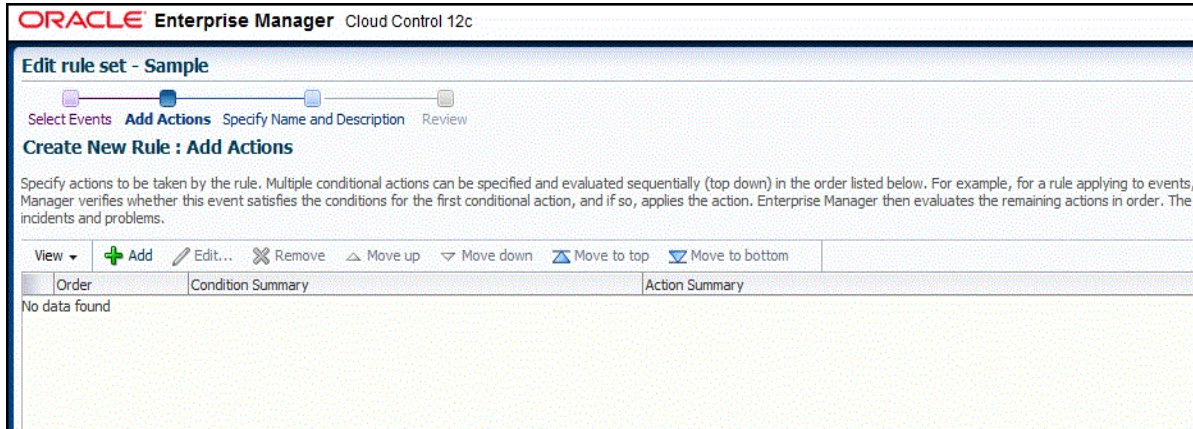 ORACLE Enterprise Manager Cloud Control 12c
Edit rule set - Sample
Select Events Add Actions Specify Name and Description Review
Create New Rule : Add Actions
Specify actions to be taken by the rule. Multiple conditional actions can be specified and evaluated sequentially (top down) in the order listed below. For example, for a rule applying to events,
Manager verifies whether this event satisfies the conditions for the first conditional action, and if so, applies the action. Enterprise Manager then evaluates the remaining actions in order. The
incidents and problems.
View Add Edit... Remove Move up Move down Move to top Move to bottom
Order Condition Summary Action Summary
No data found